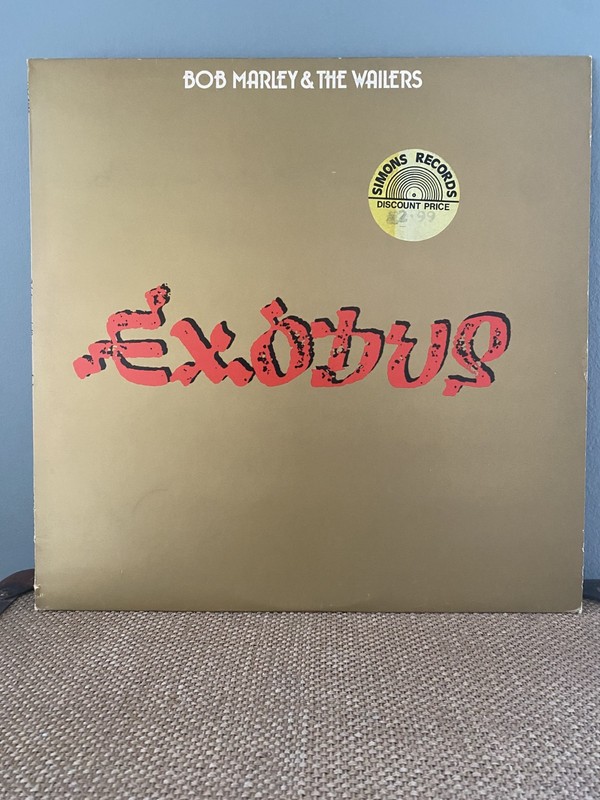 BOB MARLEY & THE WAILERS
SIMONS RECORDS
DISCOUNT PRICE
£2.99
EXODUS